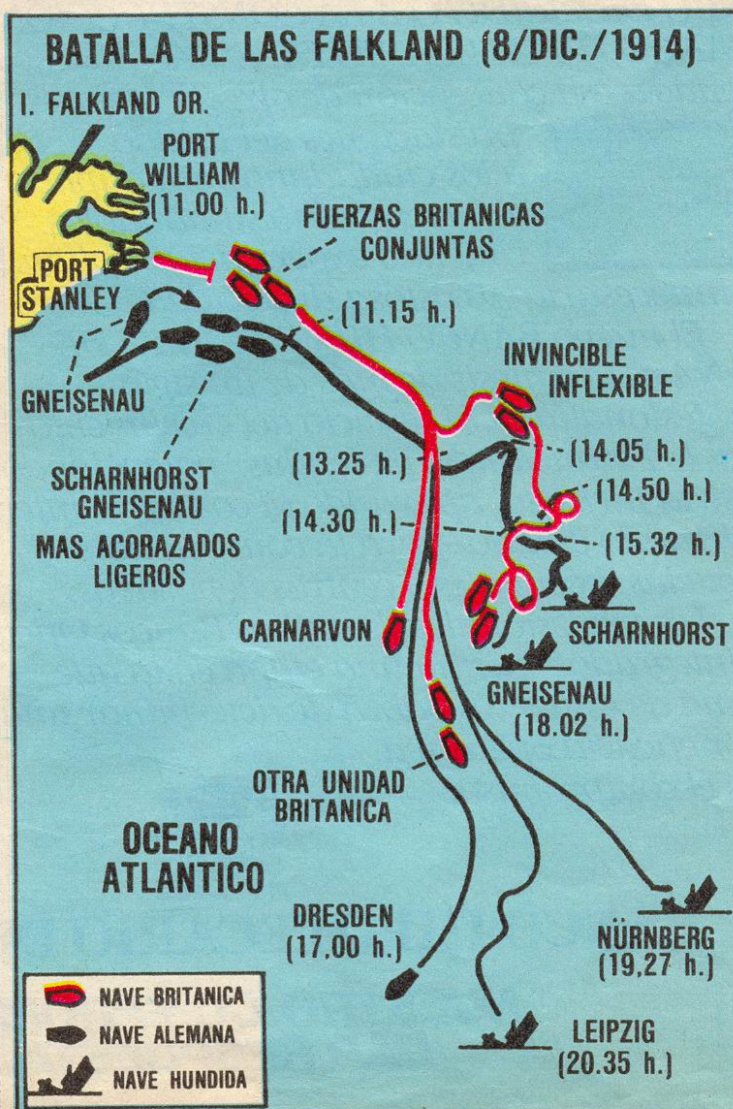 BATALLA DE LAS FALKLAND (8/DIC./1914)
I. FALKLAND OR.
PORT
WILLIAM
(11.00 h.)
FUERZAS BRITANICAS
CONJUNTAS
PORT
STANLEY
(11.15 h.)
GNEISENAU
INVINCIBLE
INFLEXIBLE
SCHARNHORST
GNEISENAU
MAS ACORAZADOS
LIGEROS
(13.25 h.)
(14.05 h.)
(14.30 h.)
(14.50 h.)
(15.32 h.)
CARNARVON
SCHARNHORST
GNEISENAU
(18.02 h.)
OTRA UNIDAD
BRITANICA
OCEANO
ATLANTICO
DRESDEN
(17,00 h.)
NÜRNBERG
(19,27 h.)
LEIPZIG
(20.35 h.)
NAVE BRITANICA
NAVE ALEMANA
NAVE HUNDIDA